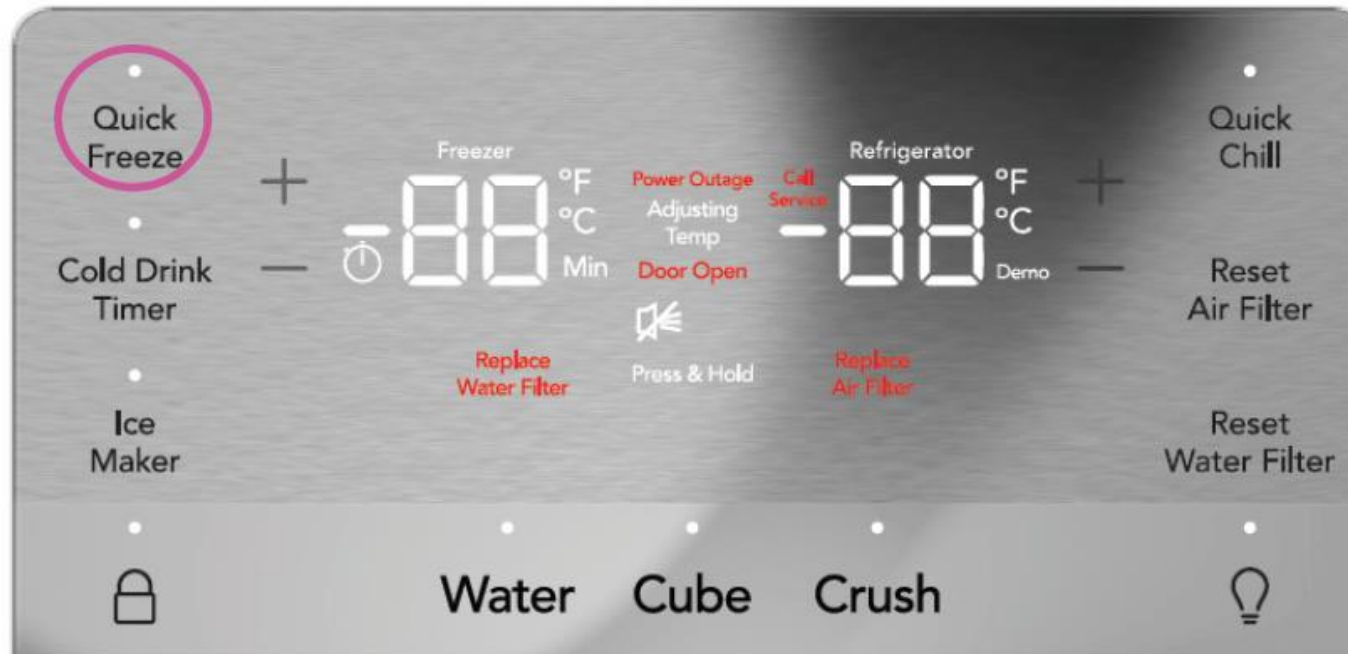 Quick
Freeze
Cold Drink
Timer
Ice
Maker
Freezer
-88
°F
°C
Min
Power Outage
Adjusting
Temp
Door Open
Press & Hold
Replace
Water Filter
Call
Service
Refrigerator
-88
°F
°C
Demo
Replace
Air Filter
Quick
Chill
Reset
Air Filter
Reset
Water Filter
Water Cube Crush